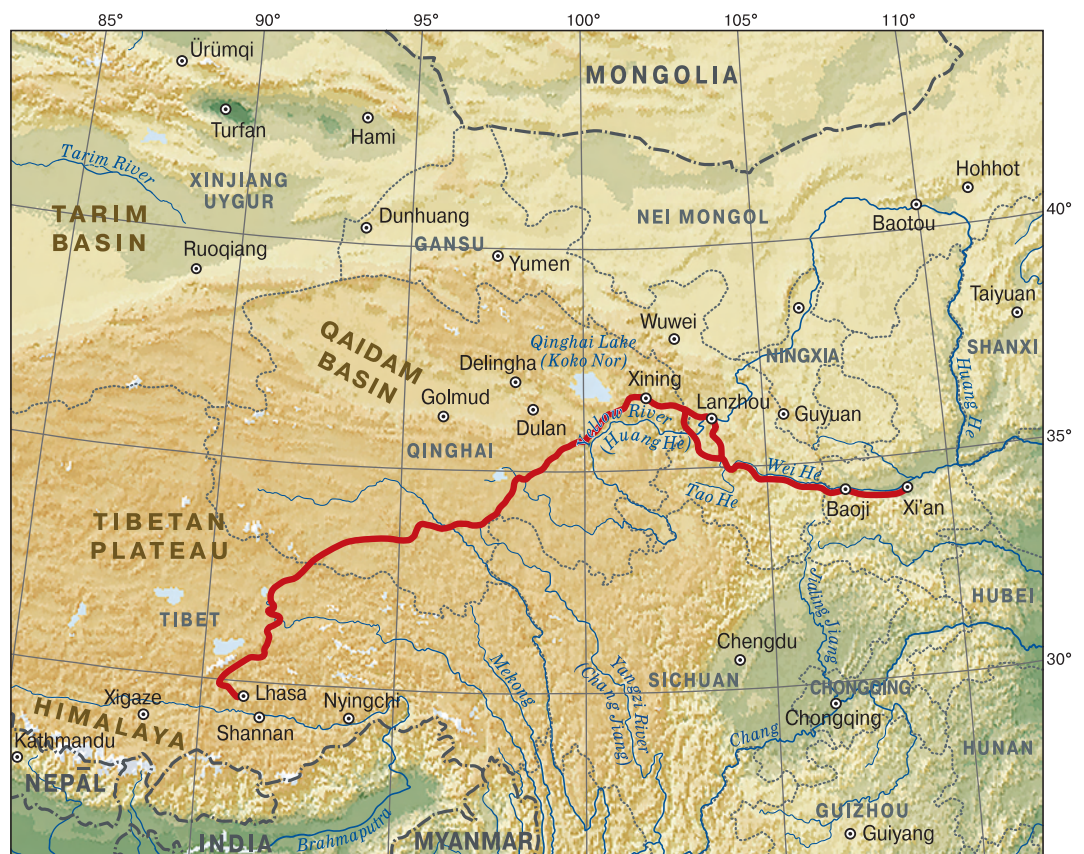 85°
90°
95°
100°
105°
110°
Ürümqi
MONGOLIA
Turfan
Hami
Tarim River
XINJIANG
UYGUR
Hohhot
TARIM
BASIN
Dunhuang
GANSU
NEI MONGOL
Baotou
40°
Ruoqiang
Yumen
Taiyuan
QAIDAM
BASIN
Wuwei
Qinghai Lake
(Koko Nor)
NINGXIA
SHANXI
Huang He
Delingha
Xining
Golmud
Dulan
Lanzhou
Guyuan
Yellow River
(Huang He)
QINGHAI
35°
Wei He
Tao He
Baoji
Xi'an
TIBETAN
PLATEAU
Jialing Jiang
HUBEI
TIBET
Chengdu
30°
Mekong
Yangzi River
(Chang Jiang)
SICHUAN
CHONGQING
Chongqing
Lhasa
Xigaze
Nyingchi
Shannan
HIMALAYA
Kathmandu
Chang
HUNAN
NEPAL
GUIZHOU
Guiyang
INDIA
Brahmaputra
MYANMAR